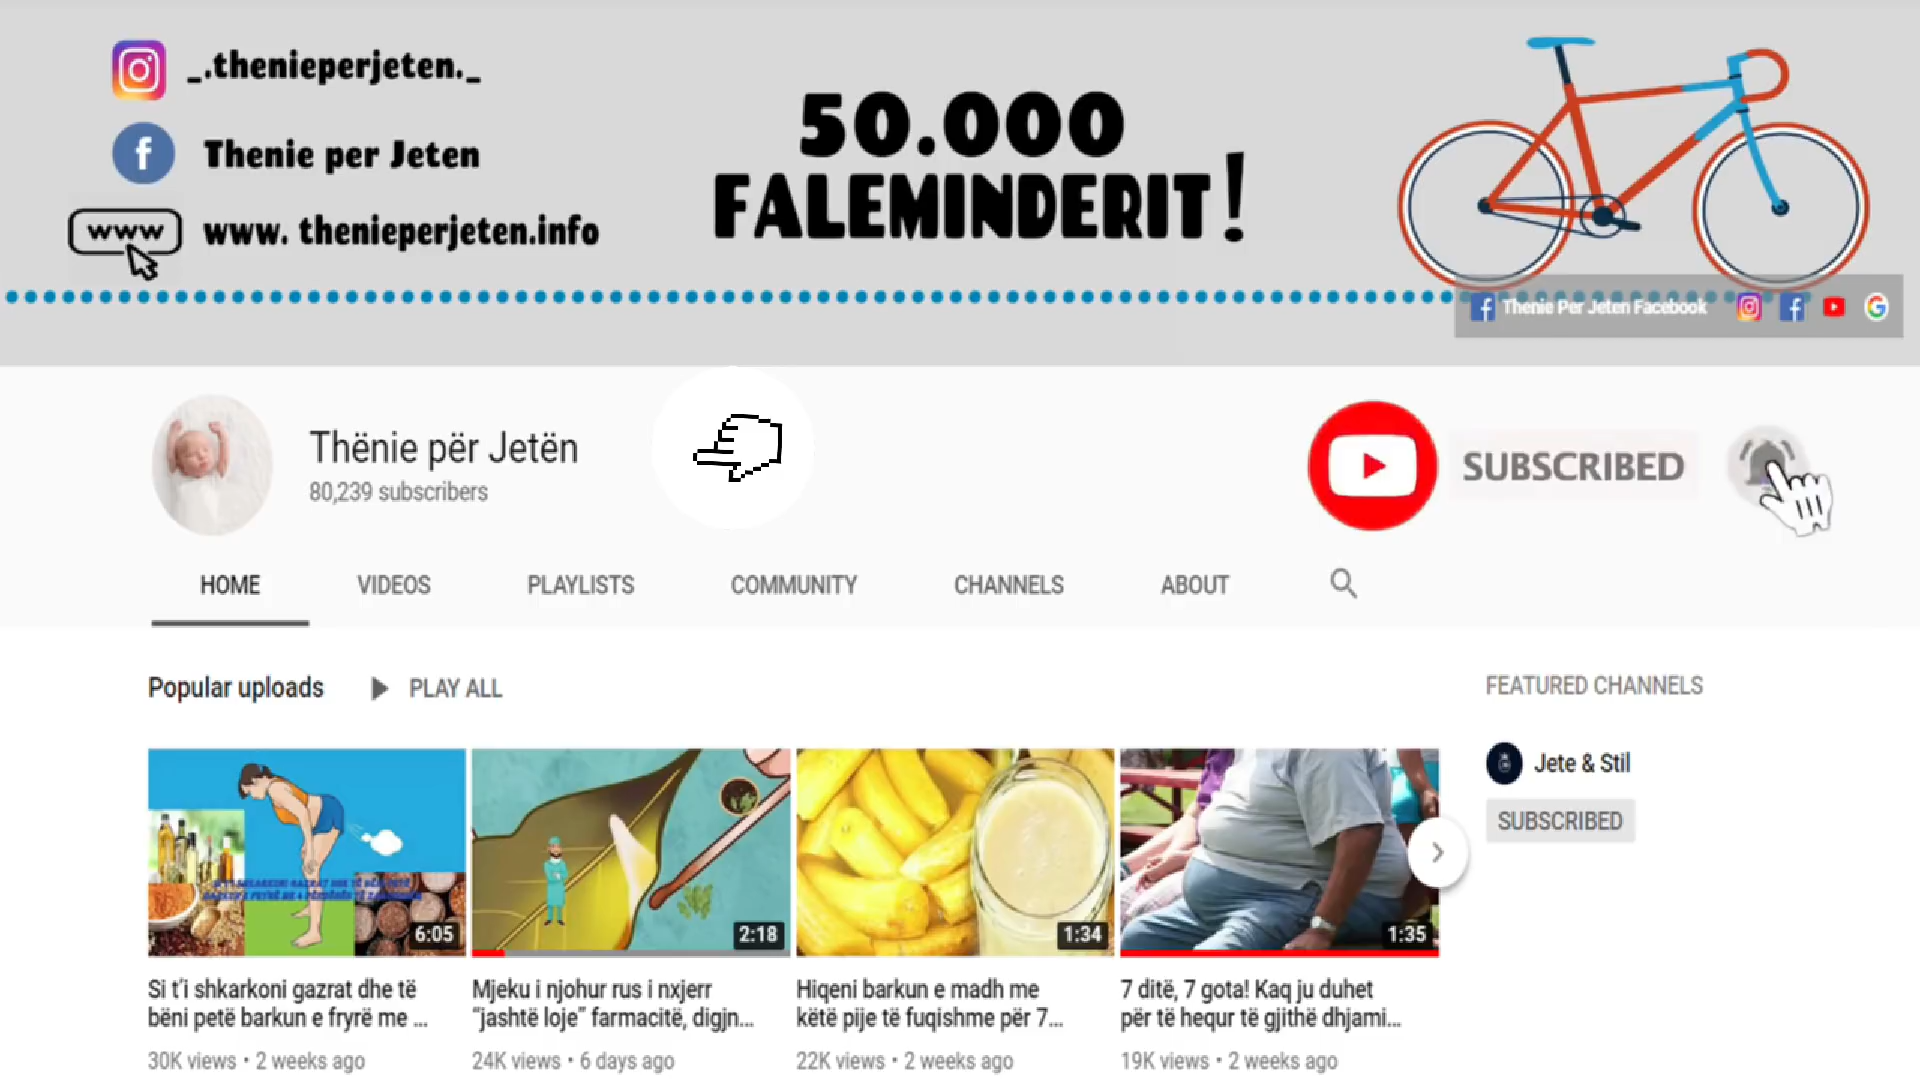 _.thenieperjeten._
Thenie per Jeten
www
www. thenieperjeten.info
50.000
FALEMINDERIT!
Thenie Per Jeten Facebook
Thënie për Jetën
80,239 subscribers
SUBSCRIBED
HOME
VIDEOS
PLAYLISTS
COMMUNITY
CHANNELS
ABOUT
Popular uploads
PLAY ALL
FEATURED CHANNELS
Jete & Stil
SUBSCRIBED
6:05
2:18
1:34
1:35
Si t'i shkarkoni gazrat dhe të
bëni petë barkun e fryrë me ...
30K views • 2 weeks ago
Mjeku i njohur rus i nxjerr
"jashtë loje" farmacitë, digjn...
24K views • 6 days ago
Hiqeni barkun e madh me
këtë pije të fuqishme për 7...
22K views • 2 weeks ago
7 ditë, 7 gota! Kaq ju duhet
për të hequr të gjithë dhjami...
19K views • 2 weeks ago